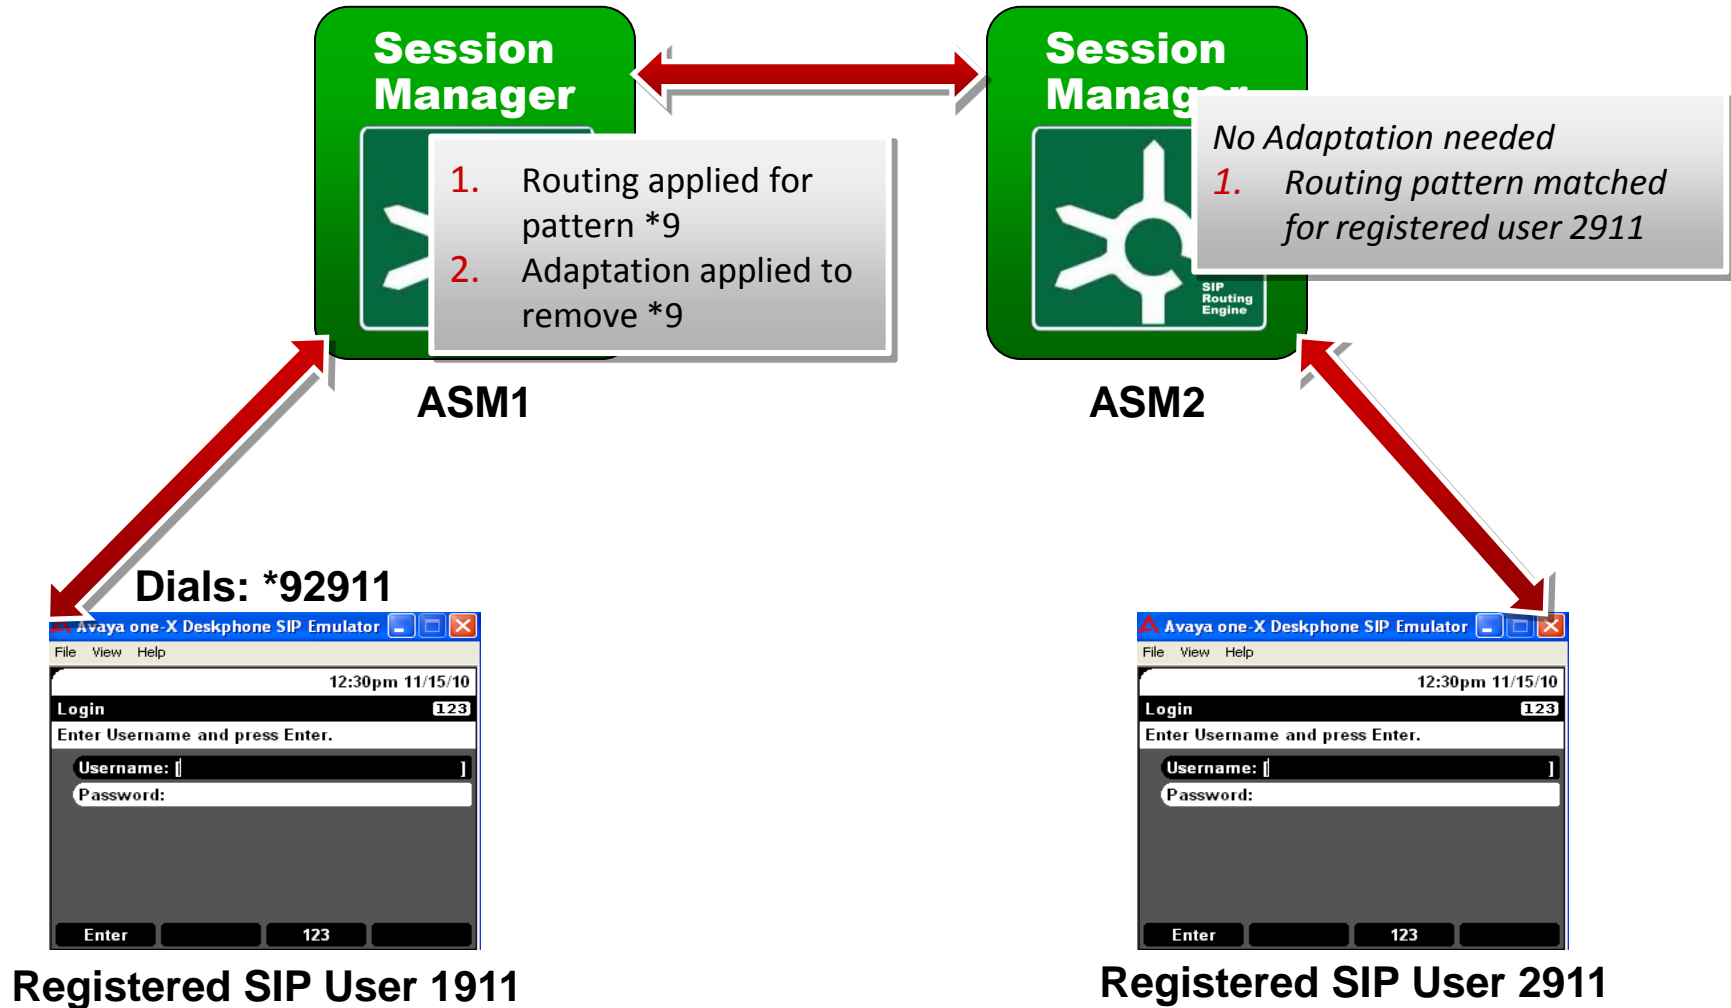 Session
Manager
1. Routing applied for
pattern *9
2. Adaptation applied to
remove *9
ASM1
Session
Manager
No Adaptation needed
1. Routing pattern matched
for registered user 2911
SIP
Routing
Engine
ASM2
Dials: *92911
Avaya one-X Deskphone SIP Emulator
File View Help
12:30pm 11/15/10
Login 123
Enter Username and press Enter.
Username: [ ]
Password:
Enter 123
Registered SIP User 1911
Avaya one-X Deskphone SIP Emulator
File View Help
12:30pm 11/15/10
Login 123
Enter Username and press Enter.
Username: [ ]
Password:
Enter 123
Registered SIP User 2911